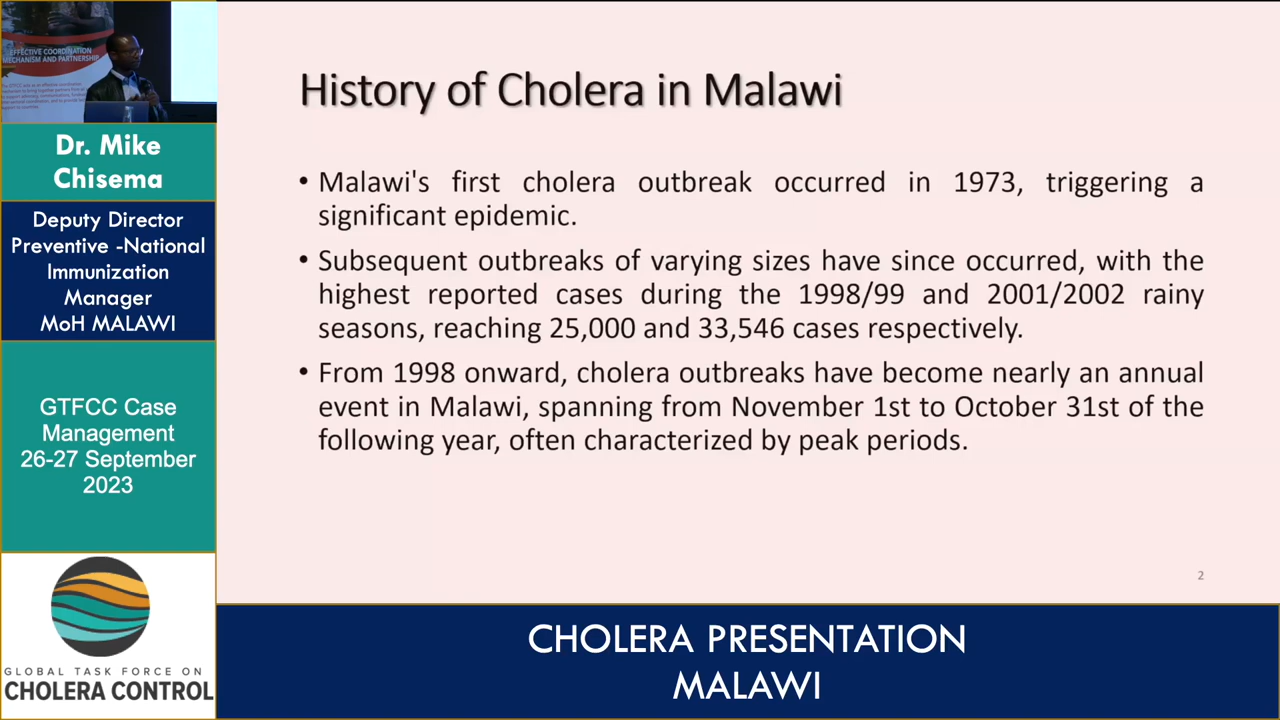 EFFECTIVE COORDINATION
MECHANISM AND PARTNERSHIP
Dr. Mike
Chisema
Deputy Director
Preventive -National
Immunization
Manager
MoH MALAWI
GTFCC Case
Management
26-27 September
2023
GLOBAL TASK FORCE ON
CHOLERA CONTROL
History of Cholera in Malawi
• Malawi's first cholera outbreak occurred in 1973, triggering a
significant epidemic.
• Subsequent outbreaks of varying sizes have since occurred, with the
highest reported cases during the 1998/99 and 2001/2002 rainy
seasons, reaching 25,000 and 33,546 cases respectively.
• From 1998 onward, cholera outbreaks have become nearly an annual
event in Malawi, spanning from November 1st to October 31st of the
following year, often characterized by peak periods.
2
CHOLERA PRESENTATION
MALAWI